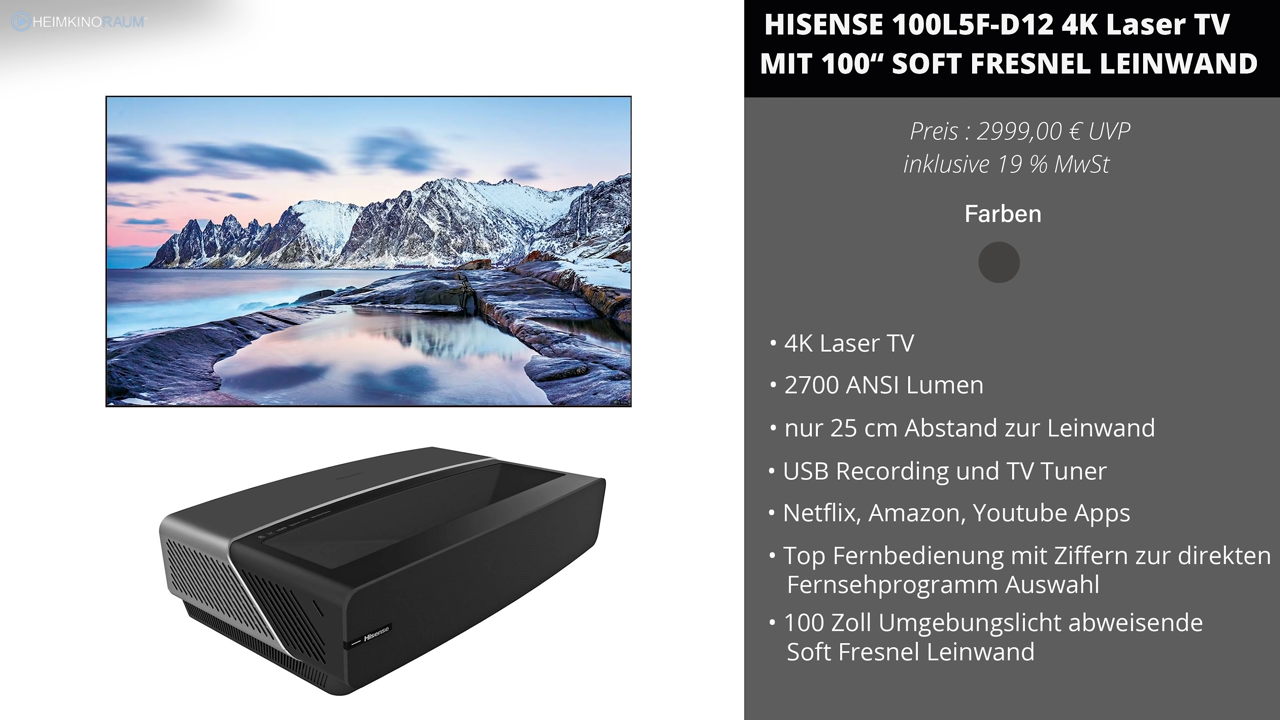 HEIMKINORAUM
HISENSE 100L5F-D12 4K Laser TV
MIT 100“ SOFT FRESNEL LEINWAND
Preis : 2999,00 € UVP
inklusive 19 % MwSt
Farben
• 4K Laser TV
• 2700 ANSI Lumen
• nur 25 cm Abstand zur Leinwand
• USB Recording und TV Tuner
• Netflix, Amazon, Youtube Apps
• Top Fernbedienung mit Ziffern zur direkten
Fernsehprogramm Auswahl
• 100 Zoll Umgebungslicht abweisende
Soft Fresnel Leinwand
Hisense